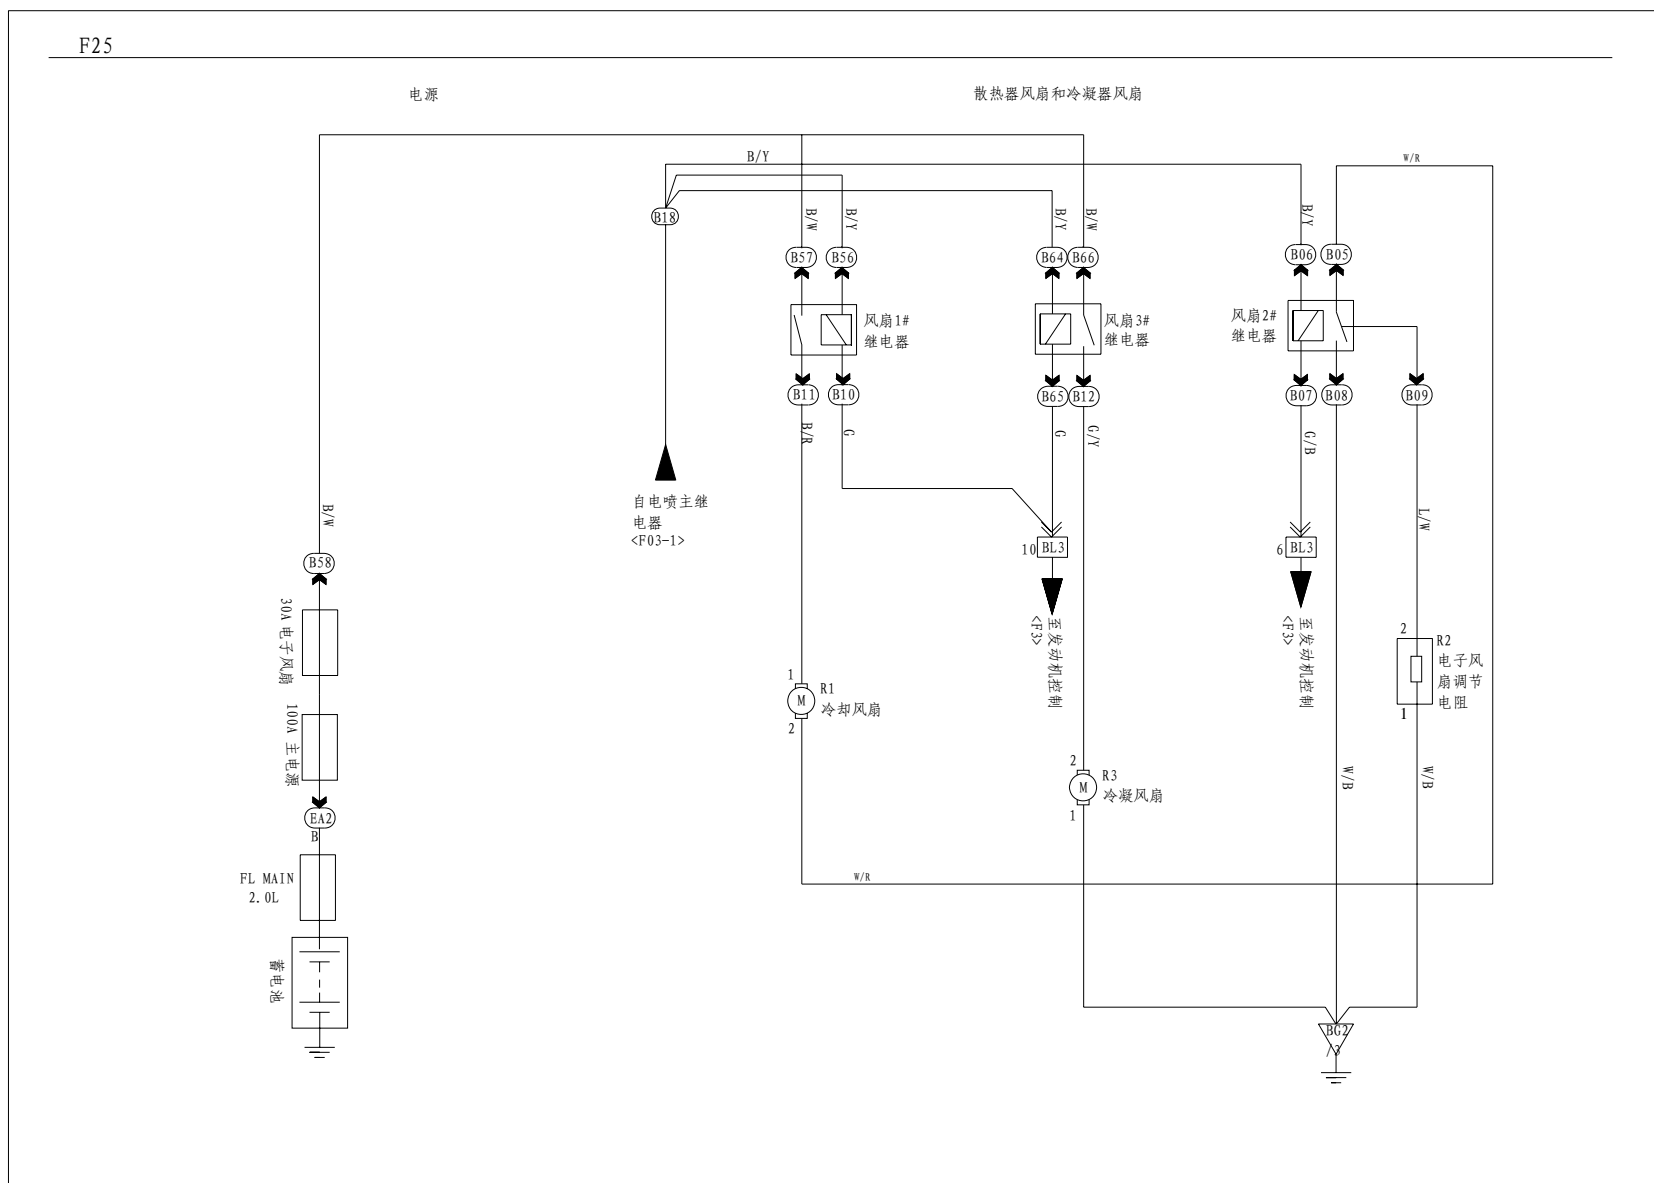 F25
电源
散热器风扇和冷凝器风扇
B/Y
W/R
B18
B/W
B/Y
B/Y
B/W
B/Y
B57
B56
B64
B66
B06
B05
风扇1#
继电器
风扇3#
继电器
风扇2#
继电器
B11
B10
B65
B12
B07
B08
B09
B/R
G
G
G/Y
G/B
L/W
自电喷主继
电器
<F03-1>
B/W
B58
10
BL3
6
BL3
至发动机控制
<F3>
至发动机控制
<F3>
30A 电子风扇
100A 主电源
2
R2
电子风
扇调节
电阻
1
1
R1
M
冷却风扇
2
2
R3
M
冷凝风扇
1
W/B
W/B
EA2
B
FL MAIN
2.0L
W/R
蓄电池
BG2
/3